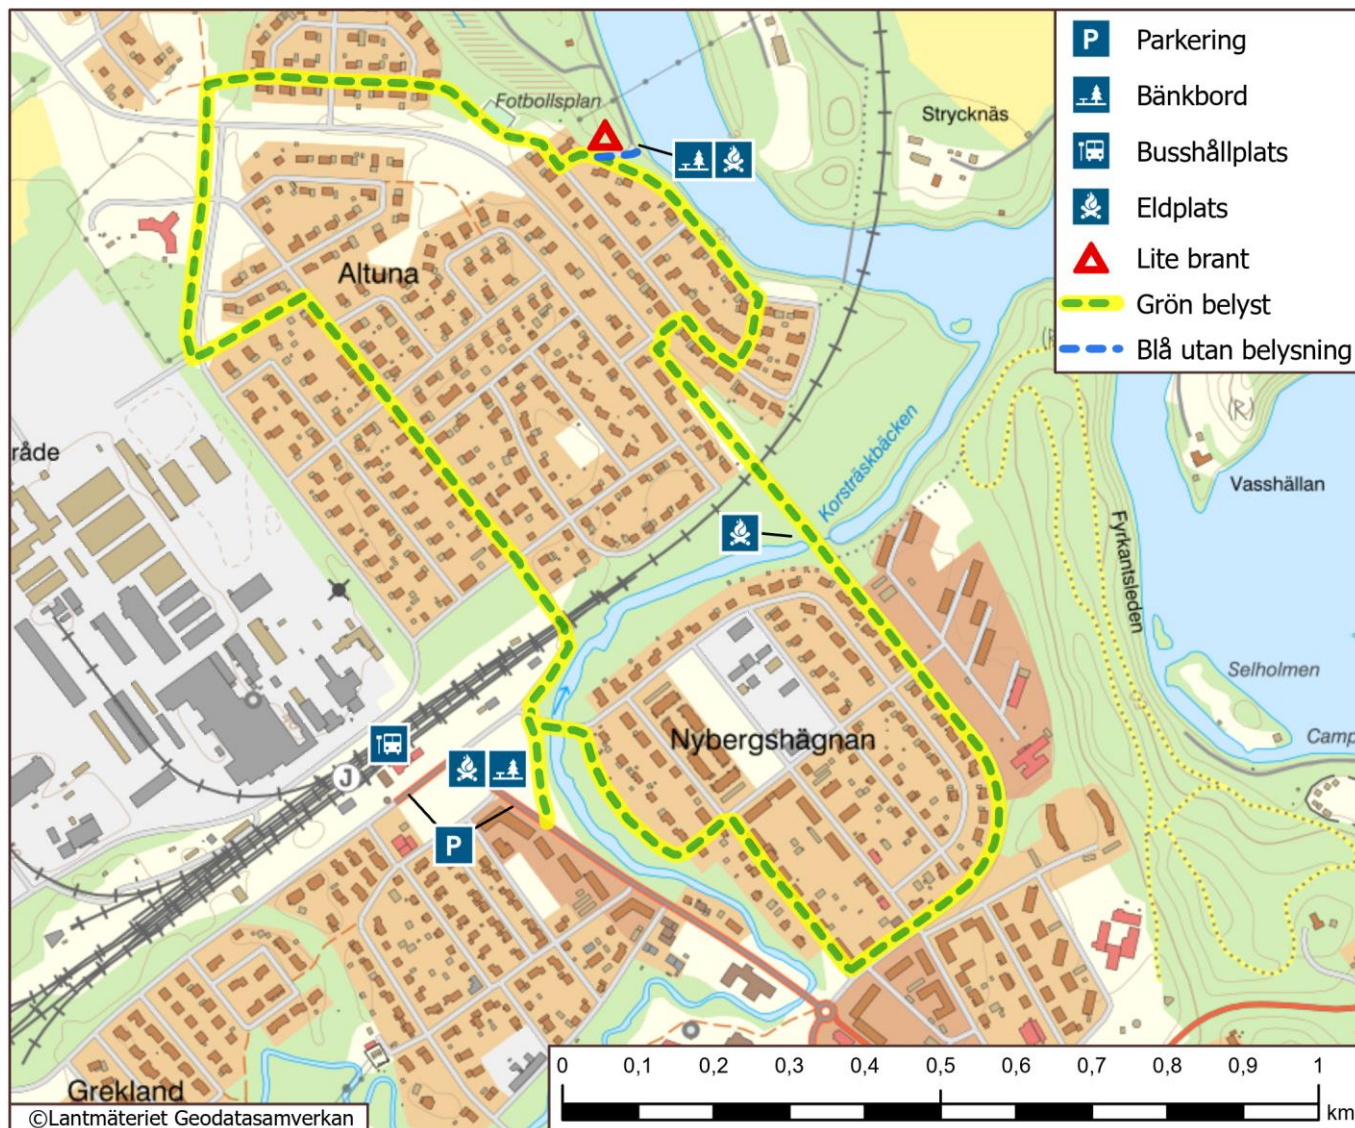 Parkering
Bänkbord
Busshållplats
Eldplats
Lite brant
Grön belyst
Blå utan belysning
Fotbollsplan
Strycknäs
Altuna
(R)
råde
Korsträskbäcken
Vasshällan
Fyrkantsleden
Selholmen
Camp
Nybergshägnan
J
P
P
Grekland
0 0,1 0,2 0,3 0,4 0,5 0,6 0,7 0,8 0,9 1
km
©Lantmäteriet Geodatasamverkan